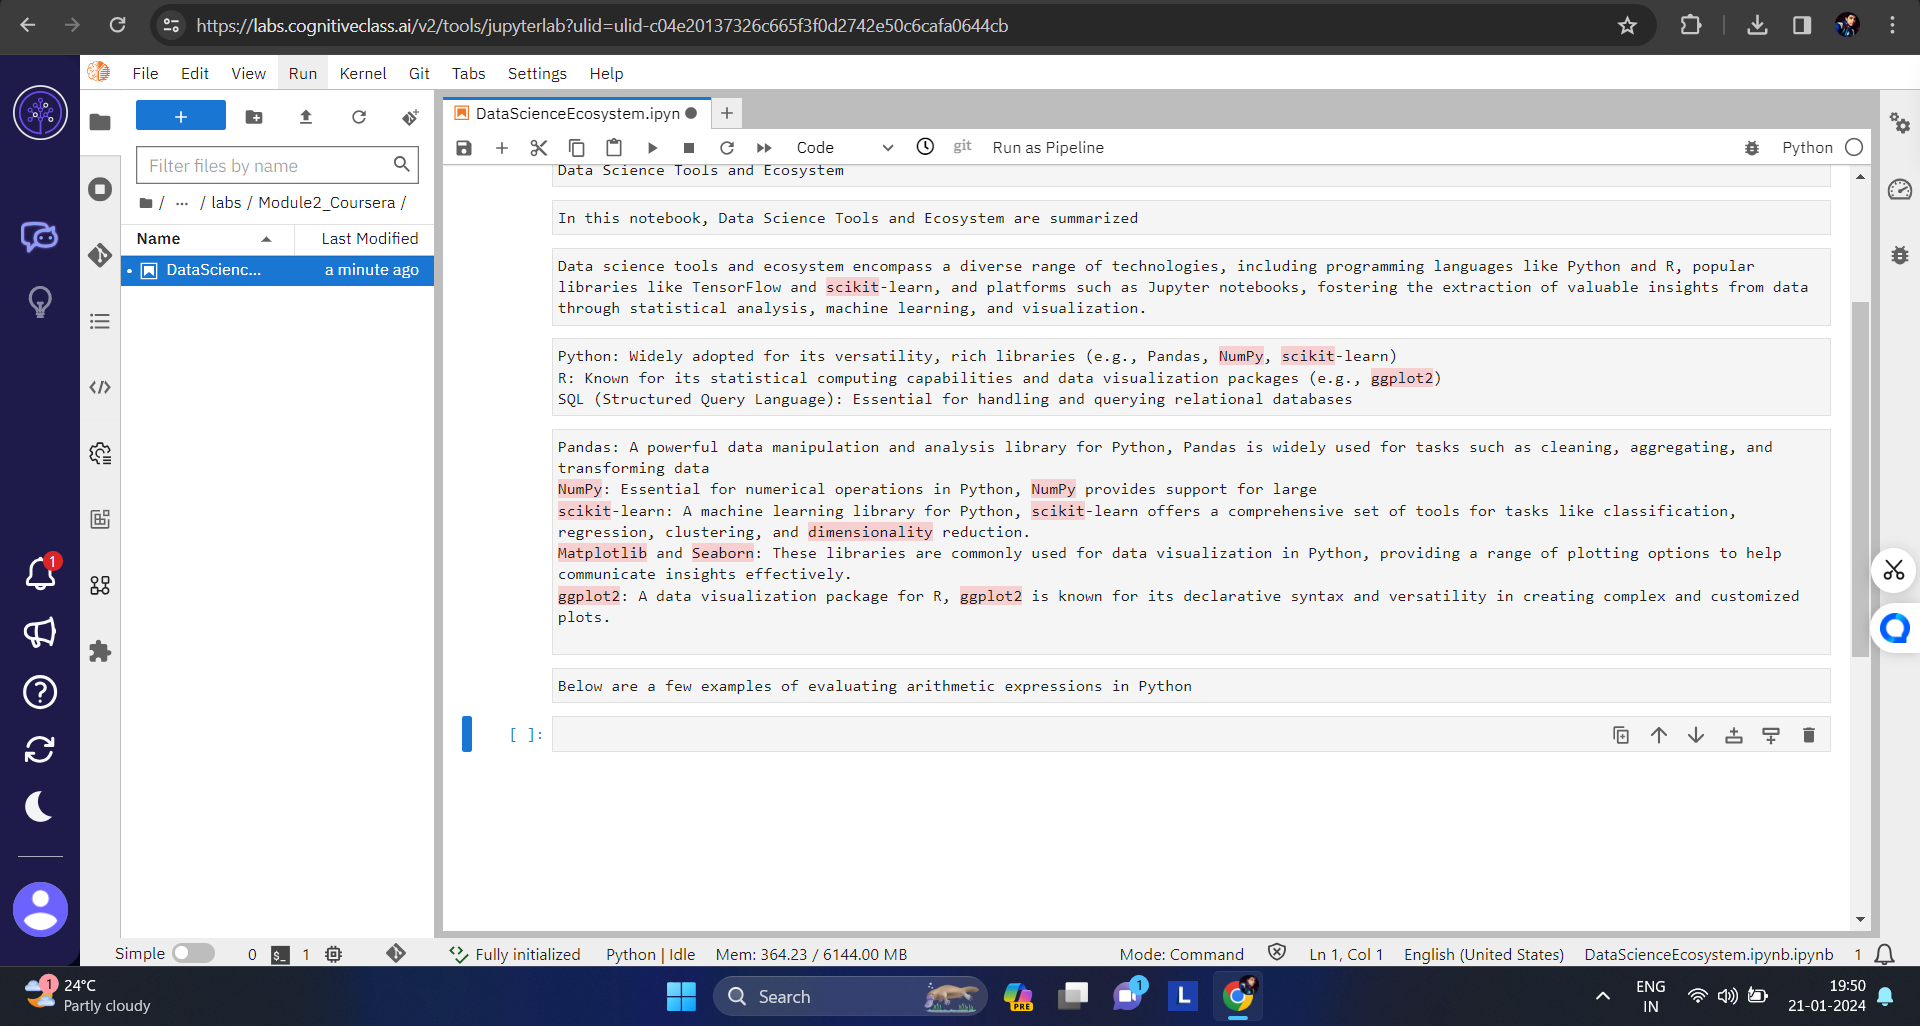 https://labs.cognitiveclass.ai/v2/tools/jupyterlab?ulid=ulid-c04e20137326c665f3f0d2742e50c6cafa0644cb
File Edit View Run Kernel Git Tabs Settings Help
DataScienceEcosystem.ipyn
Code
git
Run as Pipeline
Python
Filter files by name
/ ... / labs / Module2_Coursera /
Name
Last Modified
DataScienc...
a minute ago
Data Science Tools and Ecosystem
In this notebook, Data Science Tools and Ecosystem are summarized
Data science tools and ecosystem encompass a diverse range of technologies, including programming languages like Python and R, popular
libraries like TensorFlow and scikit-learn, and platforms such as Jupyter notebooks, fostering the extraction of valuable insights from data
through statistical analysis, machine learning, and visualization.
Python: Widely adopted for its versatility, rich libraries (e.g., Pandas, NumPy, scikit-learn)
R: Known for its statistical computing capabilities and data visualization packages (e.g., ggplot2)
SQL (Structured Query Language): Essential for handling and querying relational databases
Pandas: A powerful data manipulation and analysis library for Python, Pandas is widely used for tasks such as cleaning, aggregating, and
transforming data
NumPy: Essential for numerical operations in Python, NumPy provides support for large
scikit-learn: A machine learning library for Python, scikit-learn offers a comprehensive set of tools for tasks like classification,
regression, clustering, and dimensionality reduction.
Matplotlib and Seaborn: These libraries are commonly used for data visualization in Python, providing a range of plotting options to help
communicate insights effectively.
ggplot2: A data visualization package for R, ggplot2 is known for its declarative syntax and versatility in creating complex and customized
plots.
Below are a few examples of evaluating arithmetic expressions in Python
[ ]:
1
Simple
0
$_
1
Fully initialized
Python | Idle
Mem: 364.23 / 6144.00 MB
Mode: Command
Ln 1, Col 1
English (United States)
DataScienceEcosystem.ipynb.ipynb
1
1
24°C
Partly cloudy
Search
PRE
1
L
ENG
IN
19:50
21-01-2024